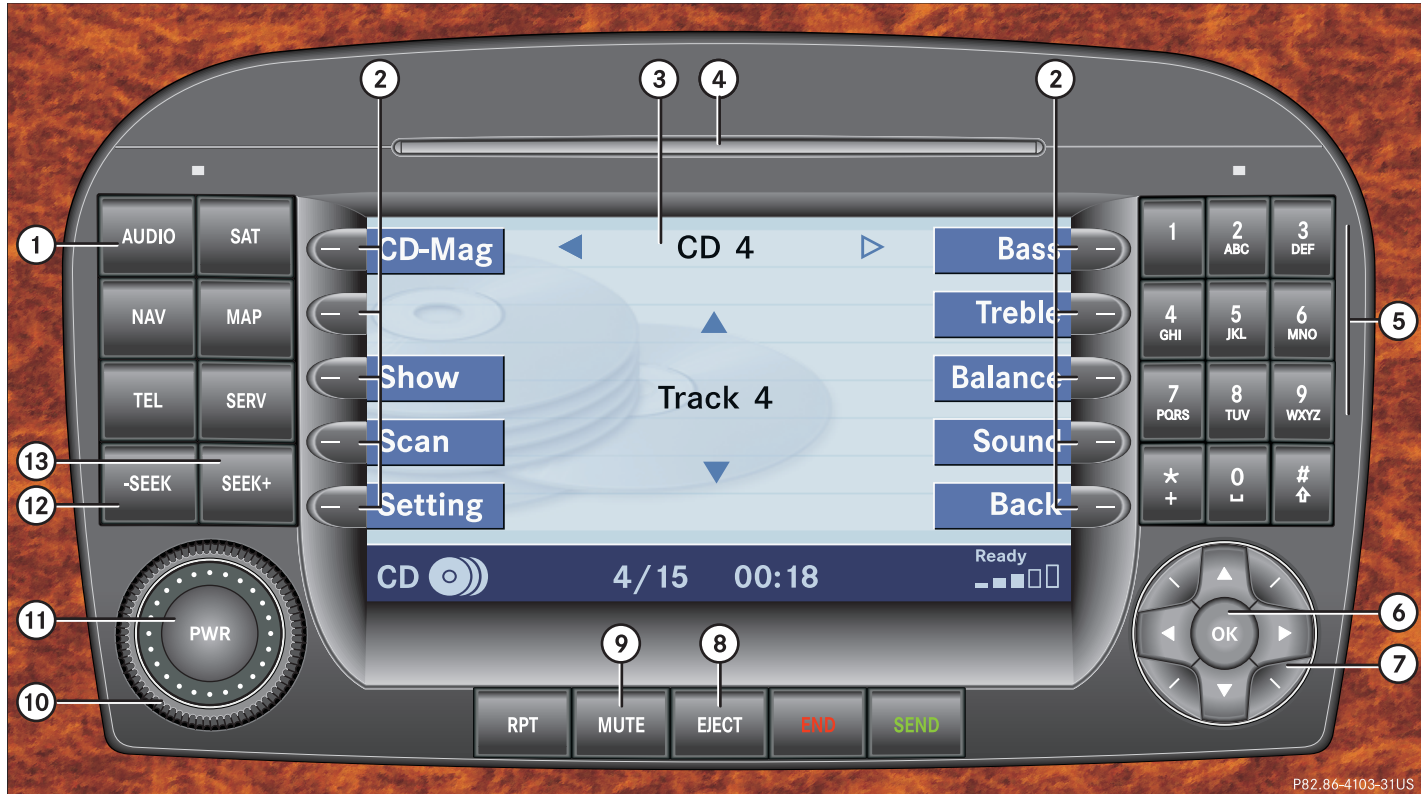 2 3 4 2
1 AUDIO SAT CD-Mag CD 4 Bass 1 2 ABC 3 DEF
NAV MAP Treble 4 GHI 5 JKL 6 MNO 5
TEL SERV Show Track 4 Balance 7 PQRS 8 TUV 9 WXYZ
13 Scan Sound
12 -SEEK SEEK+ Setting Back * + 0 #
CD 4/15 00:18 Ready
11 PWR OK 6
9 8 7
10 RPT MUTE EJECT END SEND
P82.86-4103-31US